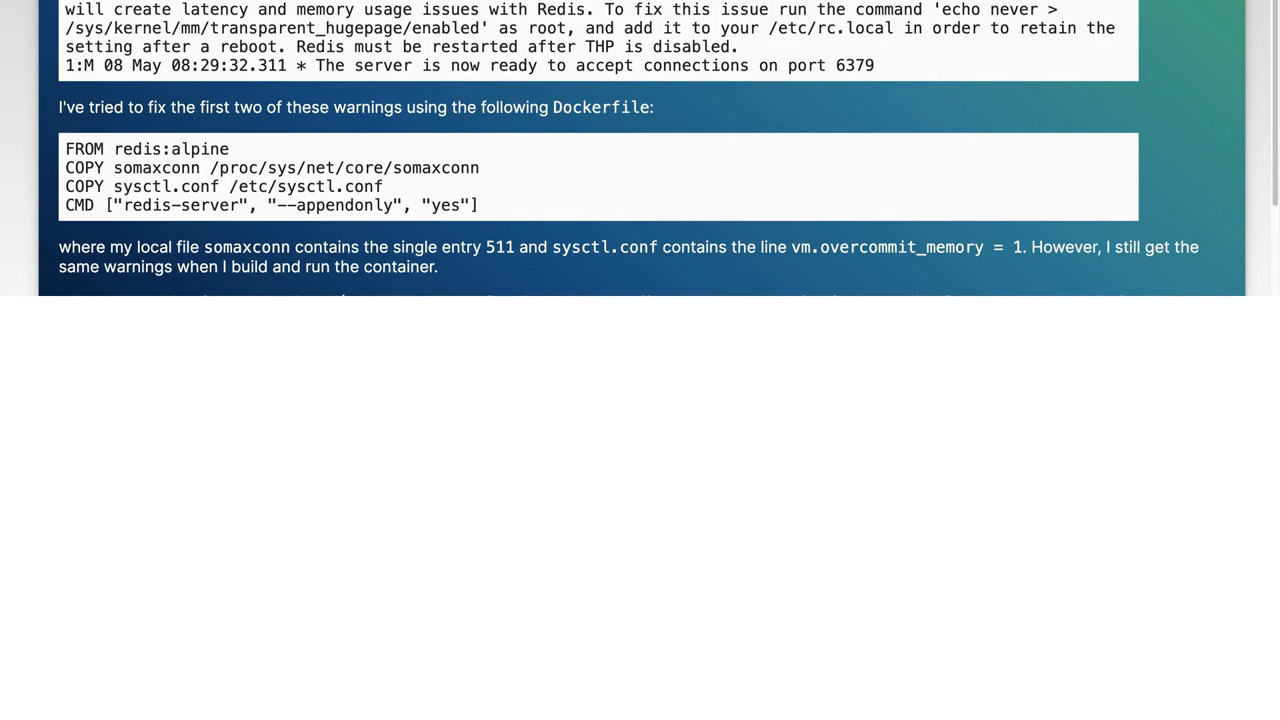 will create latency and memory usage issues with Redis. To fix this issue run the command 'echo never >
/sys/kernel/mm/transparent_hugepage/enabled' as root, and add it to your /etc/rc.local in order to retain the
setting after a reboot. Redis must be restarted after THP is disabled.
1:M 08 May 08:29:32.311 * The server is now ready to accept connections on port 6379
I've tried to fix the first two of these warnings using the following Dockerfile:
FROM redis:alpine
COPY somaxconn /proc/sys/net/core/somaxconn
COPY sysctl.conf /etc/sysctl.conf
CMD ["redis-server", "--appendonly", "yes"]
where my local file somaxconn contains the single entry 511 and sysctl.conf contains the line vm.overcommit_memory = 1. However, I still get the
same warnings when I build and run the container.